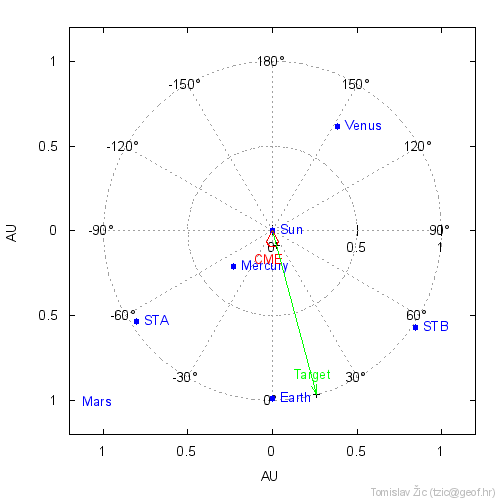 1
180°
-150°
150°
Venus
0.5
-120°
120°
AU
0
-90°
Sun
0
0.5
1
90°
CME
Mercury
0.5
-60°
STA
60°
STB
Target
-30°
30°
1
Mars
0°
Earth
1
0.5
0
0.5
1
AU
Tomislav Žic (tzic@geof.hr)